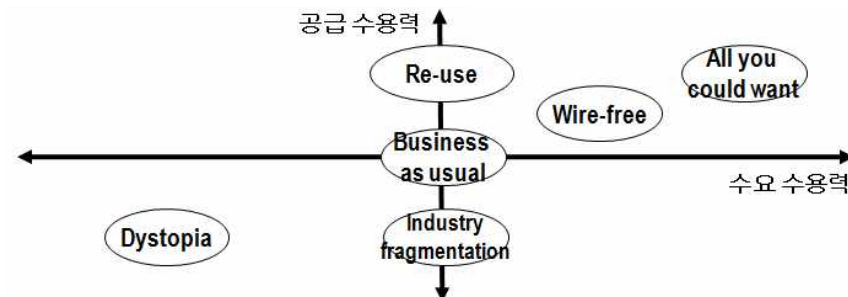 공급 수용력
Re-use
All you
could want
Wire-free
Business
as usual
수요 수용력
Dystopia
Industry
fragmentation